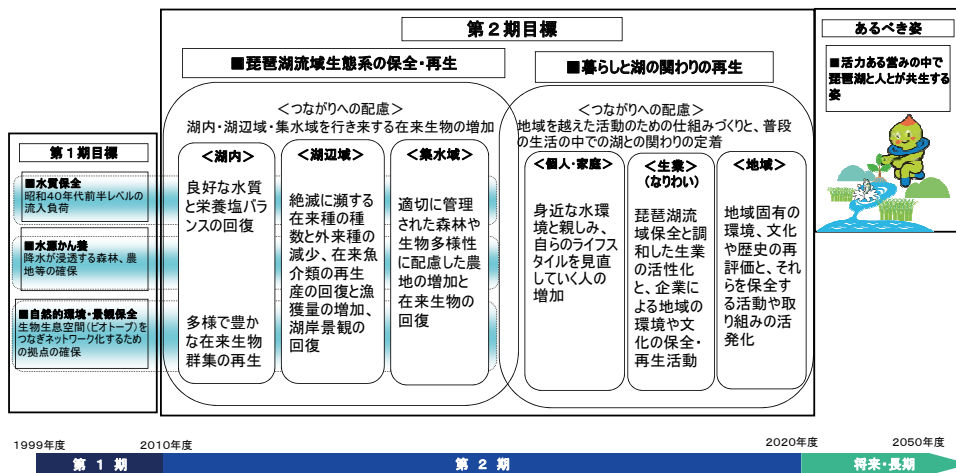 第2期目標
■琵琶湖流域生態系の保全・再生
■暮らしと湖の関わりの再生
あるべき姿
■活力ある営みの中で
琵琶湖と人とが共生する
姿
＜つながりへの配慮＞
湖内・湖辺域・集水域を行き来する在来生物の増加
＜つながりへの配慮＞
地域を越えた活動のための仕組みづくりと、普段
の生活の中での湖との関わりの定着
第1期目標
■水質保全
昭和40年代前半レベルの
流入負荷
■水源かん養
降水が浸透する森林、農
地等の確保
■自然的環境・景観保全
生物生息空間(ビオトープ)を
つなぎネットワーク化するため
の拠点の確保
＜湖内＞
良好な水質
と栄養塩バラ
ンスの回復
多様で豊か
な在来生物
群集の再生
＜湖辺域＞
絶滅に瀕する
在来種の種
数と外来種の
減少、在来魚
介類の再生
産の回復と漁
獲量の増加、
湖岸景観の
回復
＜集水域＞
適切に管理
された森林や
生物多様性
に配慮した農
地の増加と
在来生物の
回復
＜個人・家庭＞
身近な水環
境と親しみ、
自らのライフス
タイルを見直
していく人の
増加
＜生業＞
(なりわい)
琵琶湖流
域保全と調
和した生業
の活性化
と、企業に
よる地域の
環境や文
化の保全・
再生活動
＜地域＞
地域固有の
環境、文化
や歴史の再
評価と、それ
らを保全す
る活動や取
り組みの活
発化
1999年度
2010年度
2020年度
2050年度
第1期
第2期
将来・長期